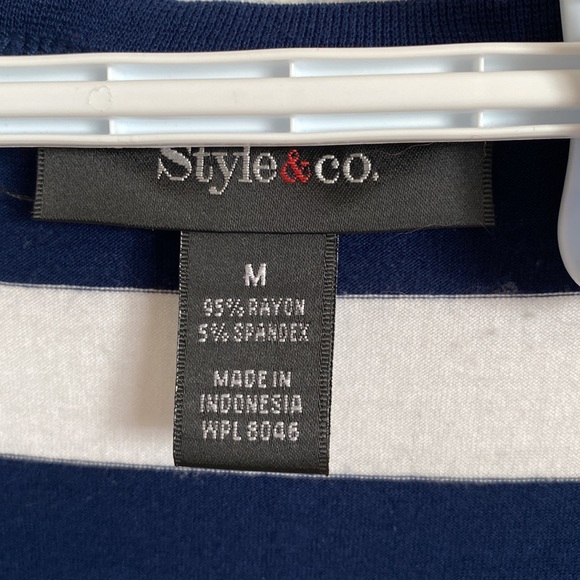 Style&co.
M
95% RAYON
5% SPANDEX
MADE IN
INDONESIA
WPL 8046